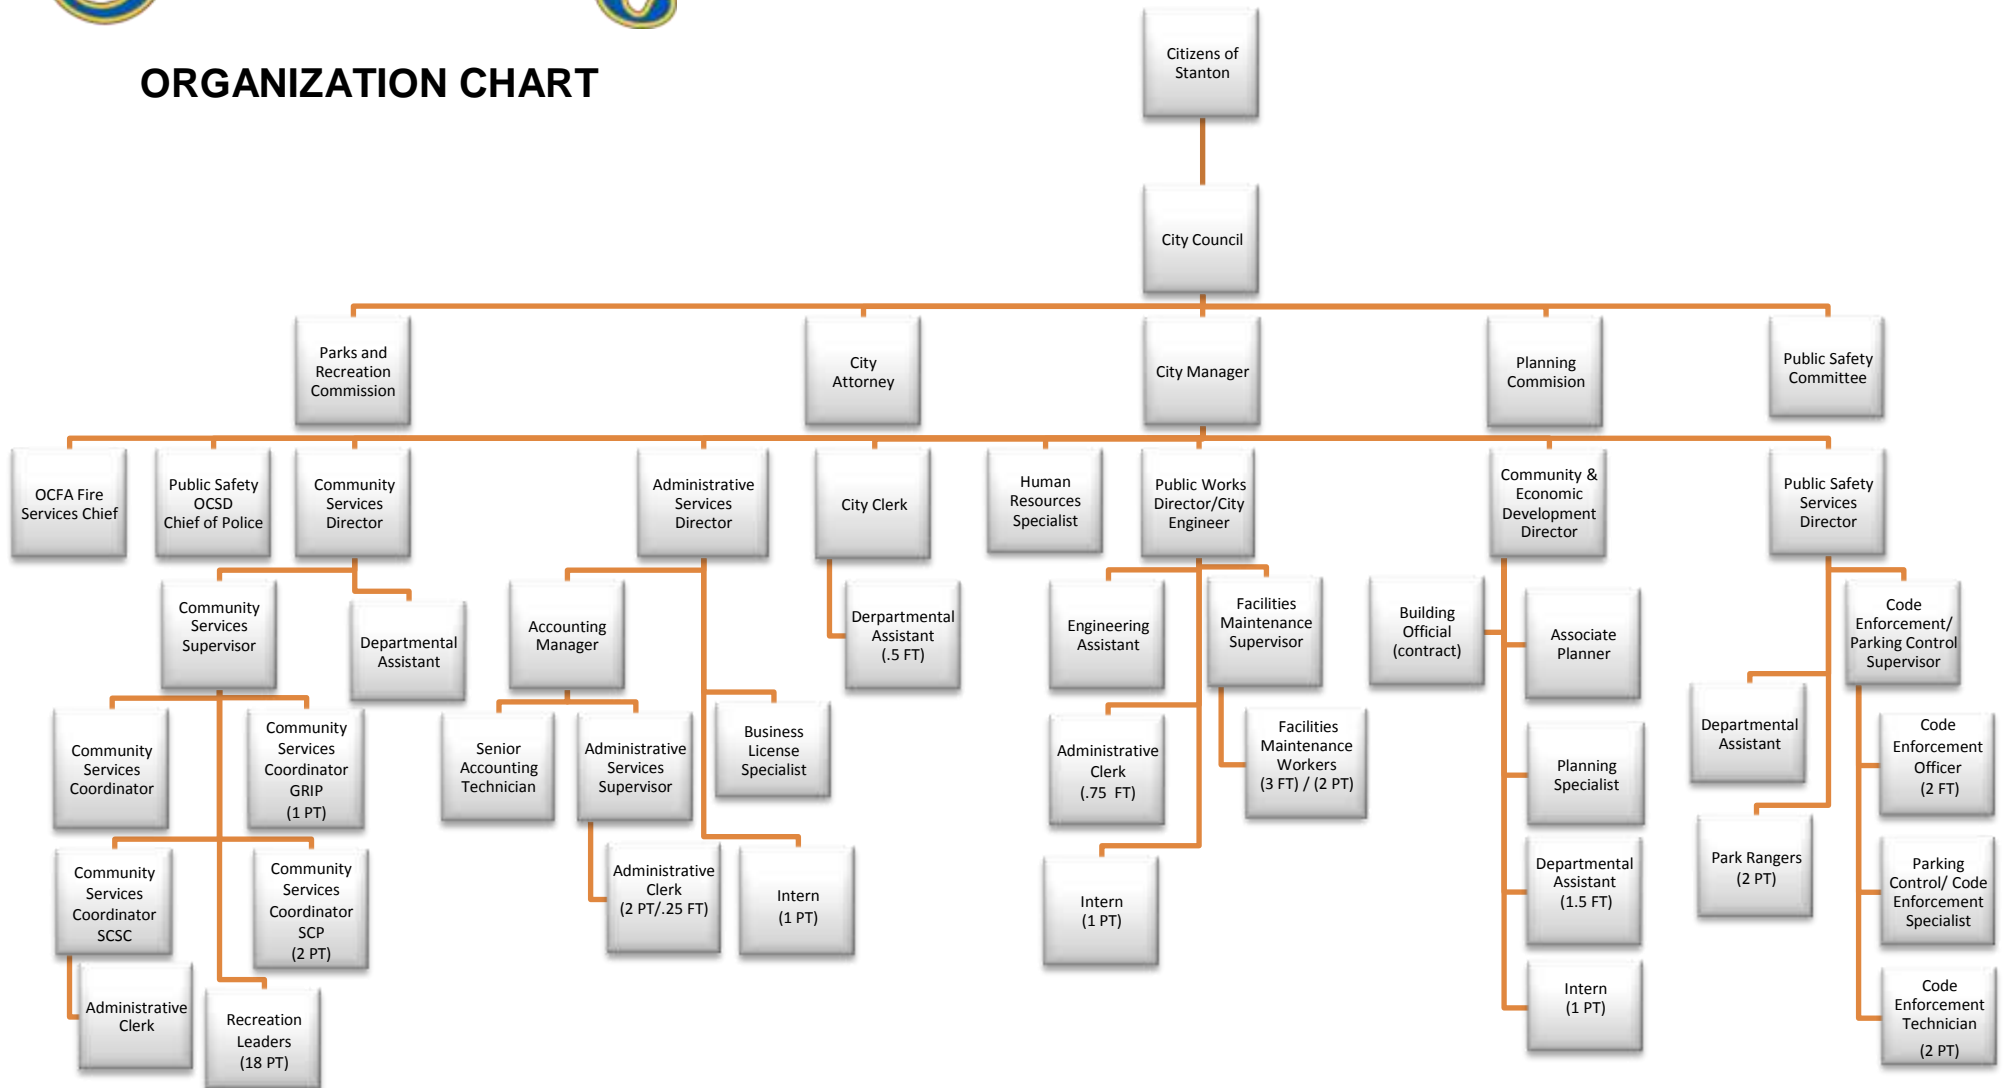 ORGANIZATION CHART
Citizens of
Stanton
City Council
Parks and
Recreation
Commission
City
Attorney
City Manager
Planning
Commision
Public Safety
Committee
OCFA Fire
Services Chief
Public Safety
OCSD
Chief of Police
Community
Services
Director
Administrative
Services
Director
City Clerk
Human
Resources
Specialist
Public Works
Director/City
Engineer
Community &
Economic
Development
Director
Public Safety
Services
Director
Community
Services
Supervisor
Departmental
Assistant
Accounting
Manager
Derpartmental
Assistant
(.5 FT)
Engineering
Assistant
Facilities
Maintenance
Supervisor
Building
Official
(contract)
Associate
Planner
Code
Enforcement/
Parking Control
Supervisor
Community
Services
Coordinator
Community
Services
Coordinator
GRIP
(1 PT)
Senior
Accounting
Technician
Administrative
Services
Supervisor
Business
License
Specialist
Administrative
Clerk
(.75 FT)
Facilities
Maintenance
Workers
(3 FT) / (2 PT)
Planning
Specialist
Departmental
Assistant
Code
Enforcement
Officer
(2 FT)
Community
Services
Coordinator
SCSC
Community
Services
Coordinator
SCP
(2 PT)
Administrative
Clerk
(2 PT/.25 FT)
Intern
(1 PT)
Intern
(1 PT)
Departmental
Assistant
(1.5 FT)
Park Rangers
(2 PT)
Parking
Control/ Code
Enforcement
Specialist
Administrative
Clerk
Recreation
Leaders
(18 PT)
Intern
(1 PT)
Code
Enforcement
Technician
(2 PT)